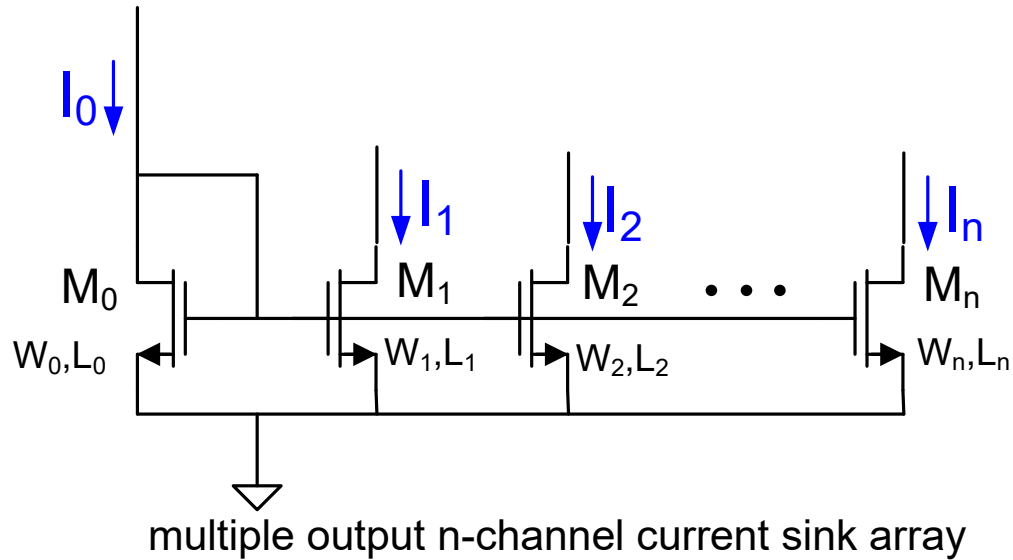 I₀
I₁
I₂
Iₙ
M₀
M₁
M₂
• • •
Mₙ
W₀,L₀
W₁,L₁
W₂,L₂
Wₙ,Lₙ
multiple output n-channel current sink array